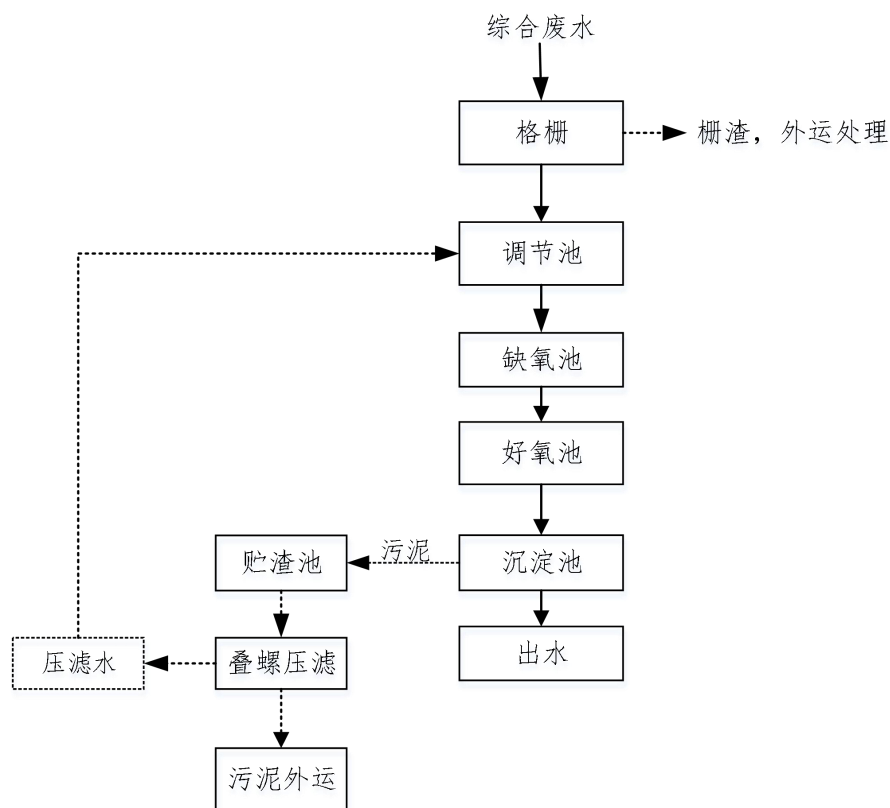 综合废水
格栅
栅渣，外运处理
调节池
缺氧池
好氧池
贮渣池
污泥
沉淀池
压滤水
叠螺压滤
出水
污泥外运